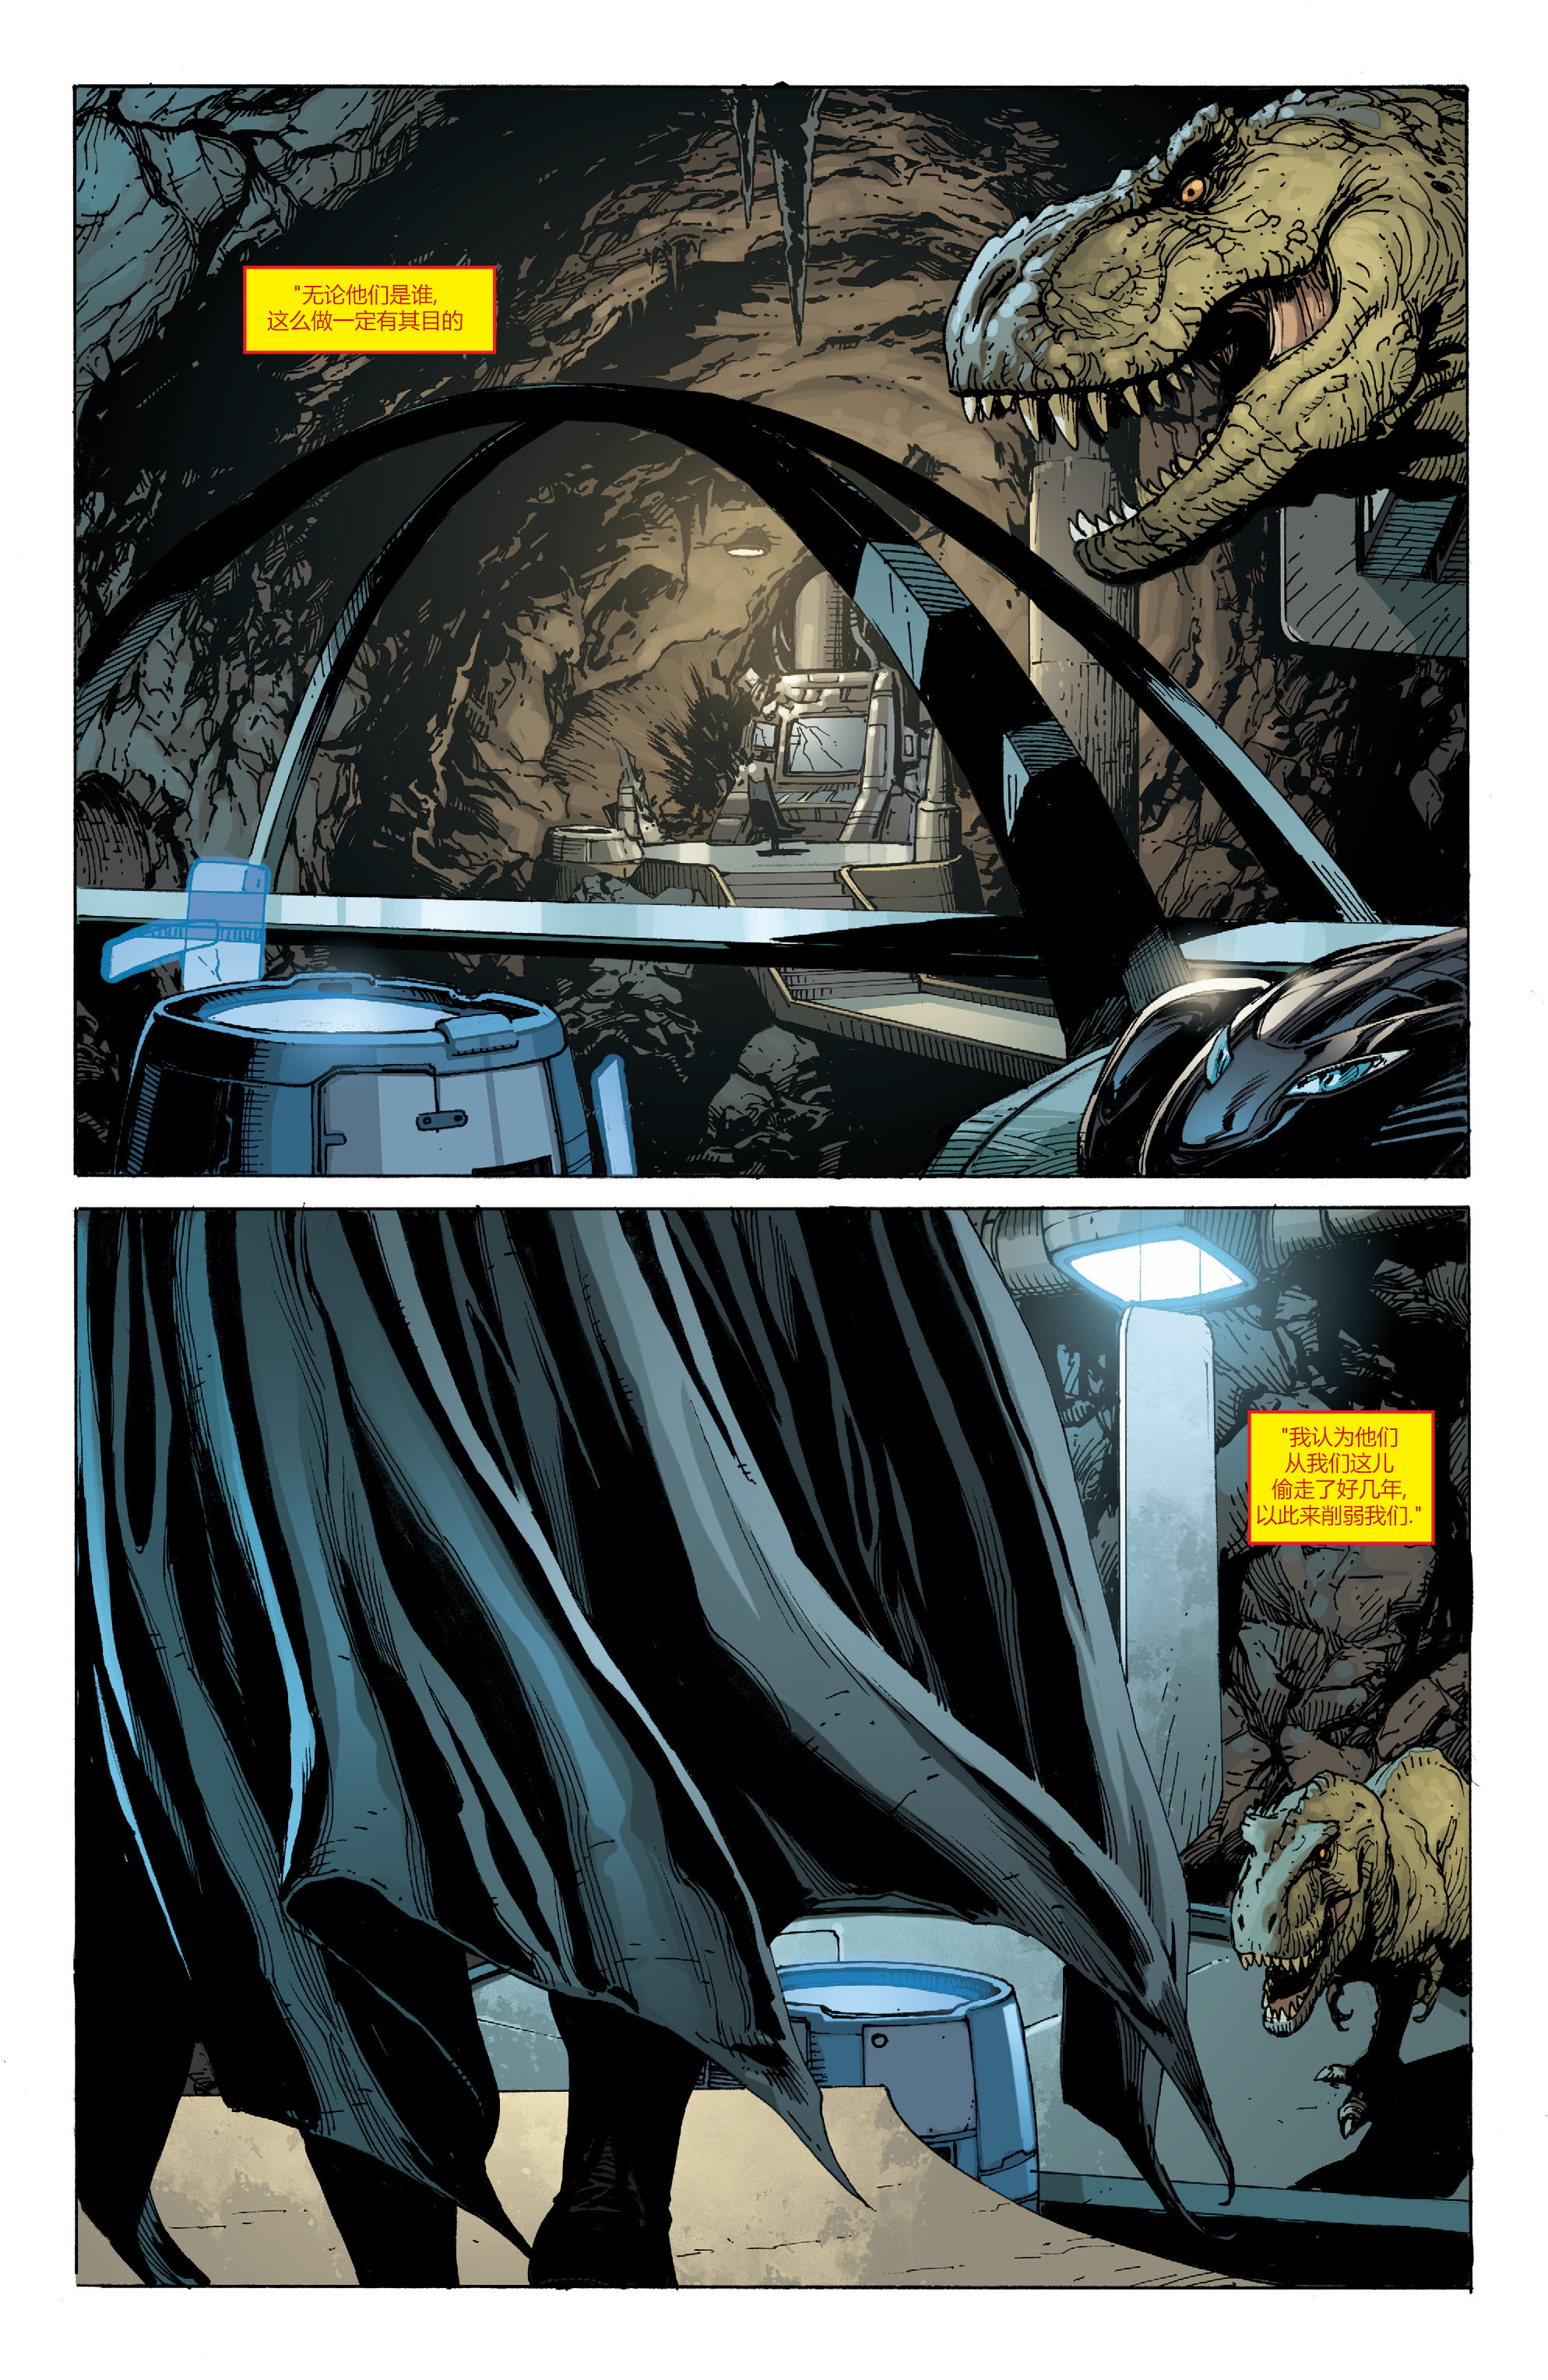 "无论他们是谁,
这么做一定有其目的
"我认为他们
从我们这儿
偷走了好几年,
以此来削弱我们."